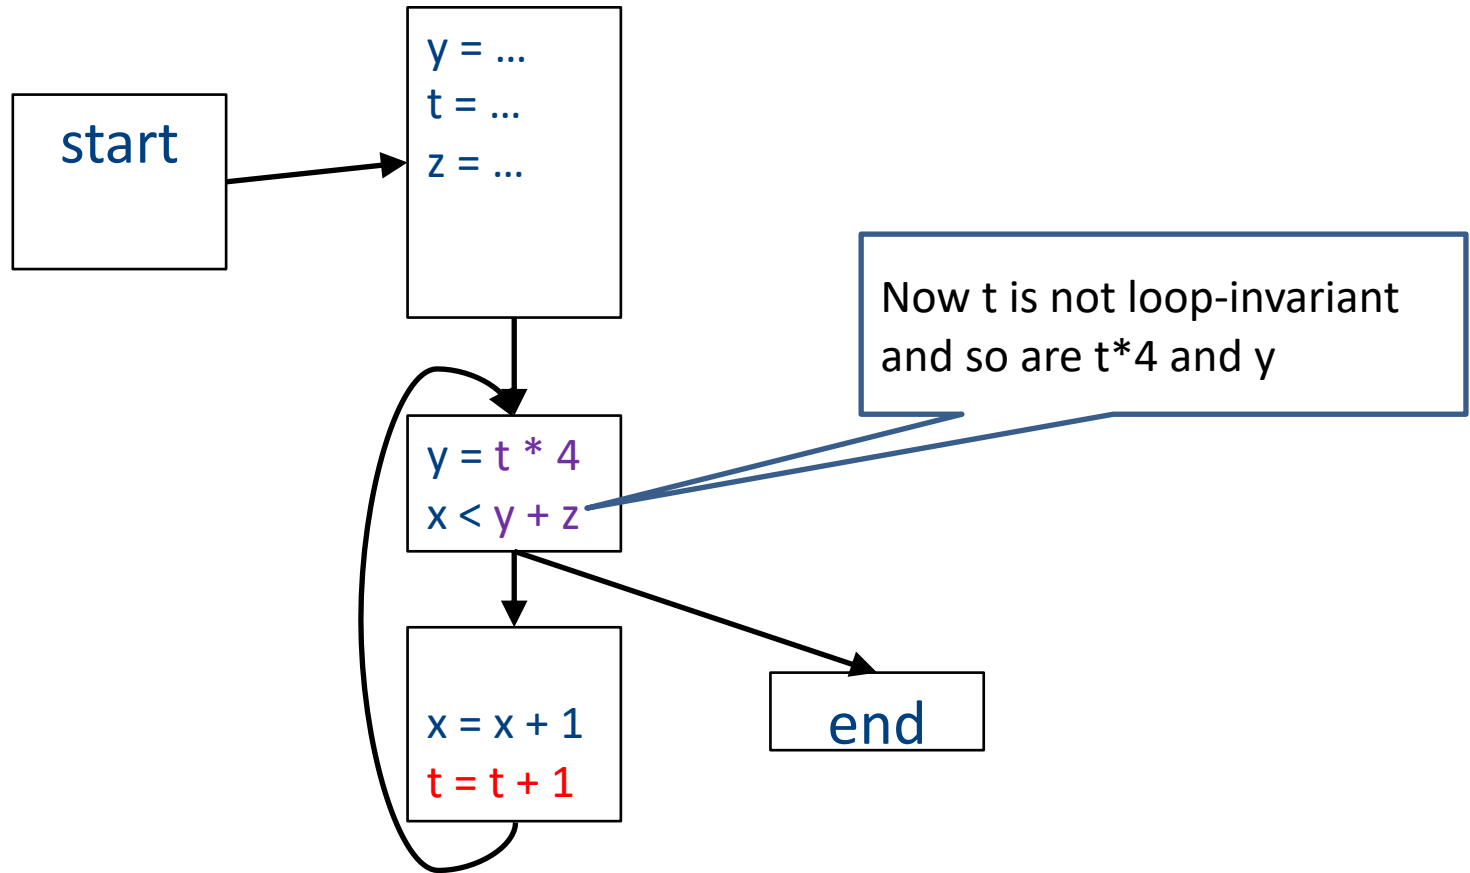 start
y = …
t = …
z = …
Now t is not loop-invariant
and so are t*4 and y
y = t * 4
x < y + z
x = x + 1
t = t + 1
end